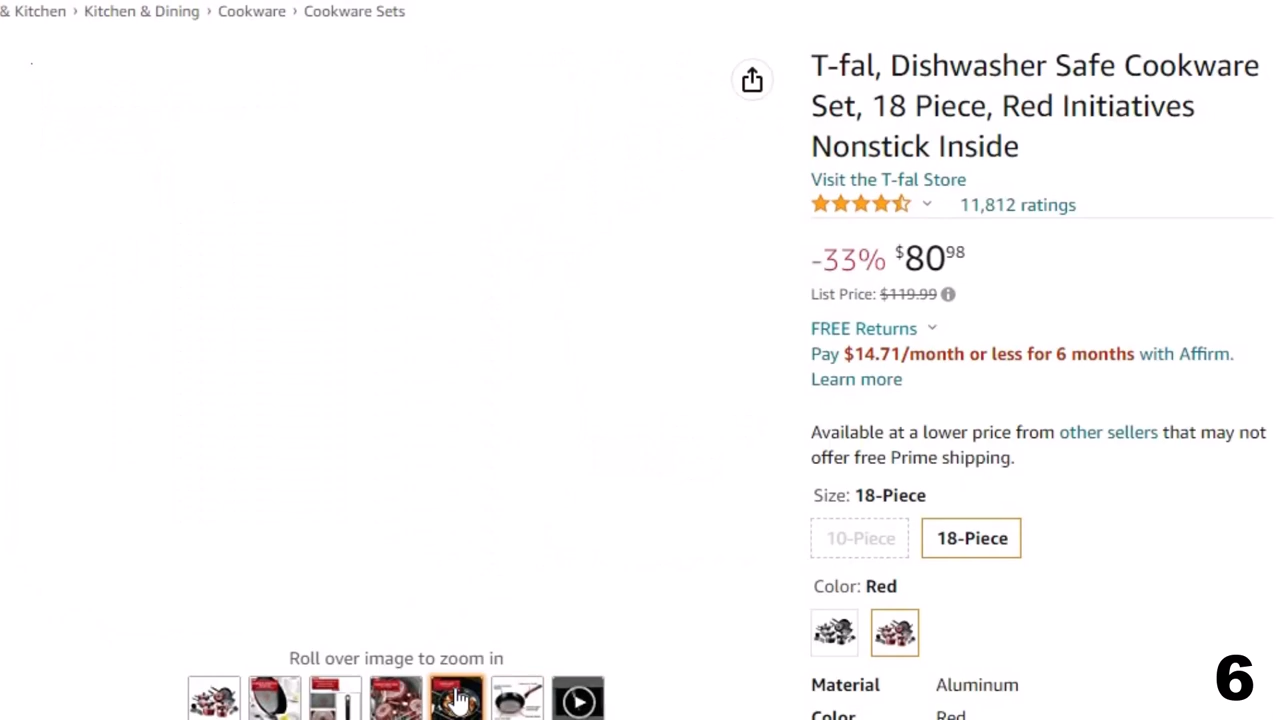 & Kitchen › Kitchen & Dining › Cookware › Cookware Sets
T-fal, Dishwasher Safe Cookware
Set, 18 Piece, Red Initiatives
Nonstick Inside
Visit the T-fal Store
11,812 ratings
-33% $80 98
List Price: $119.99
FREE Returns
Pay $14.71/month or less for 6 months with Affirm.
Learn more
Available at a lower price from other sellers that may not
offer free Prime shipping.
Size: 18-Piece
10-Piece 18-Piece
Color: Red
Roll over image to zoom in
Material Aluminum
Color Red
6